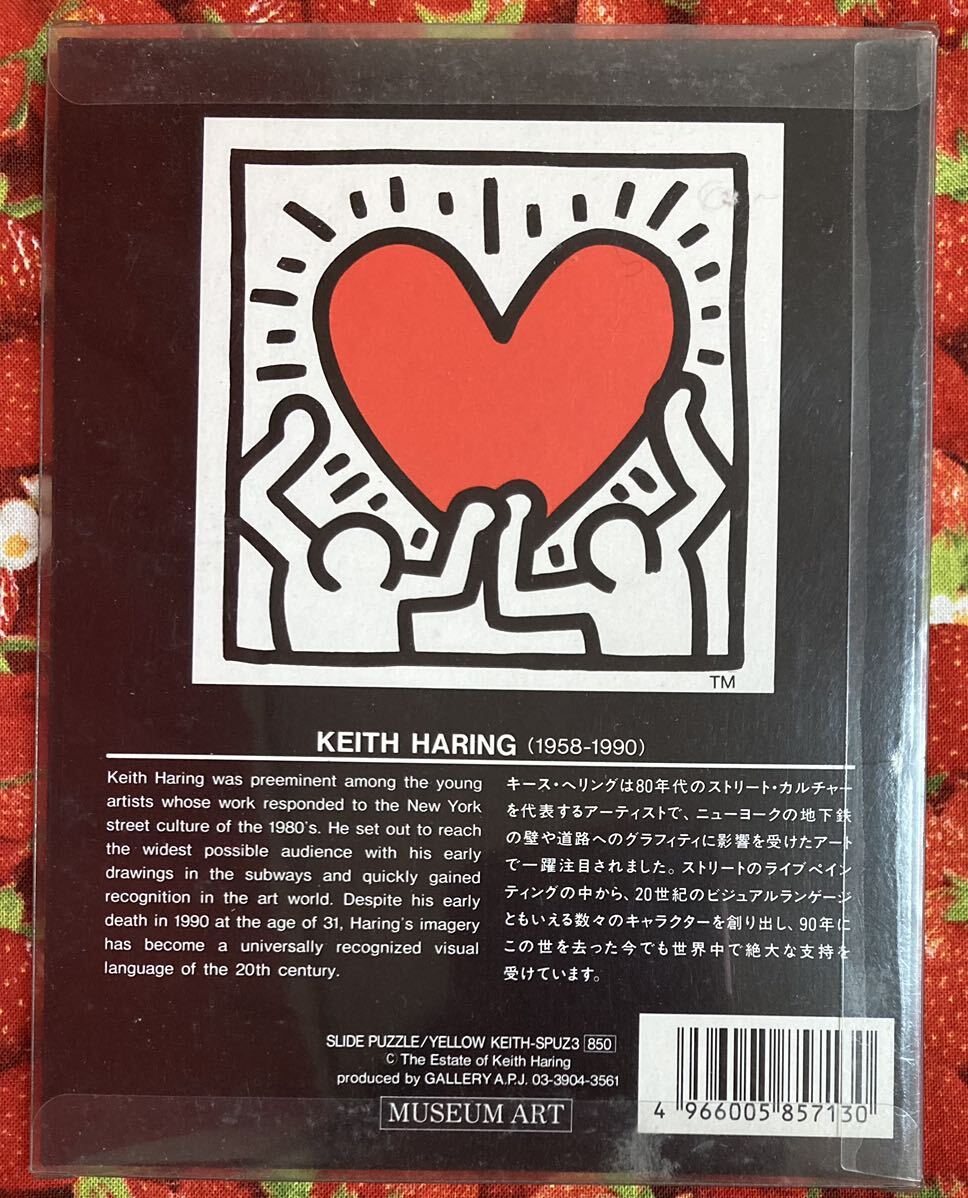 TM
KEITH HARING (1958-1990)
Keith Haring was preeminent among the young
artists whose work responded to the New York
street culture of the 1980's. He set out to reach
the widest possible audience with his early
drawings in the subways and quickly gained
recognition in the art world. Despite his early
death in 1990 at the age of 31, Haring's imagery
has become a universally recognized visual
language of the 20th century.
キース・ヘリングは80年代のストリート・カルチャー
を代表するアーティストで、ニューヨークの地下鉄
の壁や道路へのグラフィティに影響を受けたアート
で一躍注目されました。ストリートのライブペイン
ティングの中から、20世紀のビジュアルランゲージ
ともいえる数々のキャラクターを創り出し、90年に
この世を去った今でも世界中で絶大な支持を
受けています。
SLIDE PUZZLE/YELLOW KEITH-SPUZ3 850
© The Estate of Keith Haring
produced by GALLERY A.P.J. 03-3904-3561
MUSEUM ART
4 966005 857130